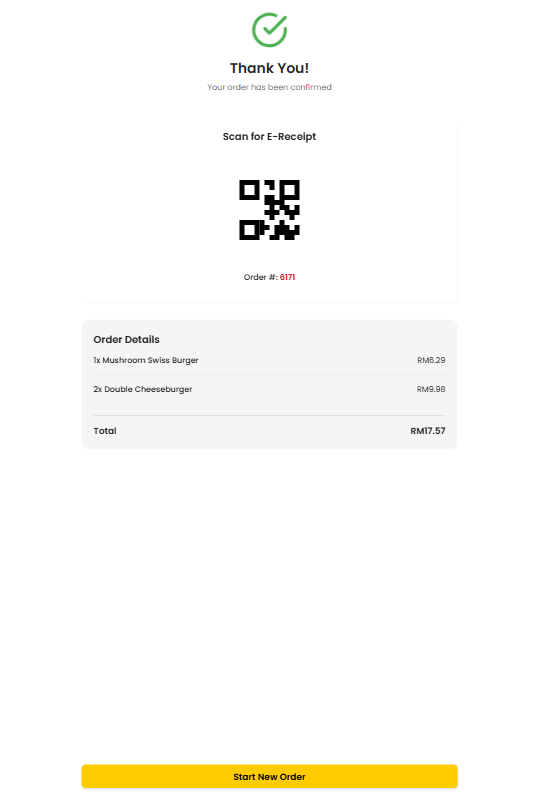 Thank You!
Your order has been confirmed
Scan for E-Receipt
Order #: 6171
Order Details
1x Mushroom Swiss Burger RM6.29
2x Double Cheeseburger RM9.98
Total RM17.57
Start New Order